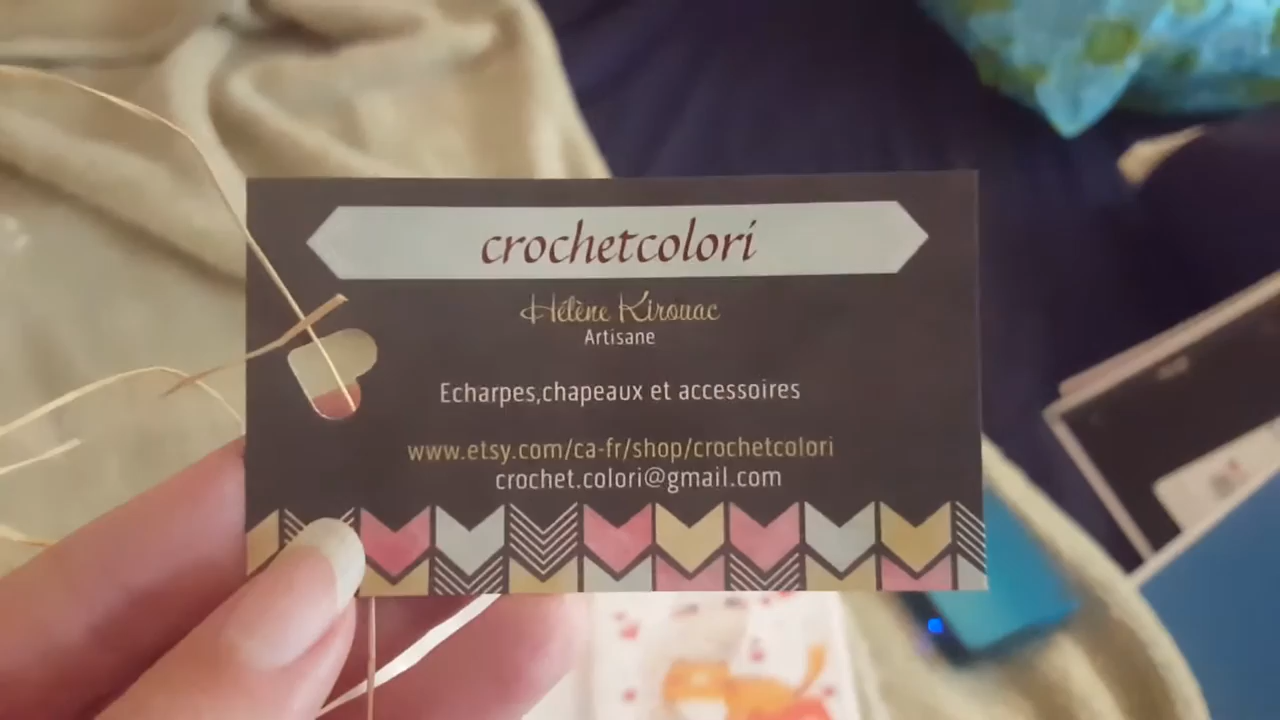 crochetcolori
Hélène Kirouac
Artisane
Echarpes,chapeaux et accessoires
www.etsy.com/ca-fr/shop/crochetcolori
crochet.colori@gmail.com